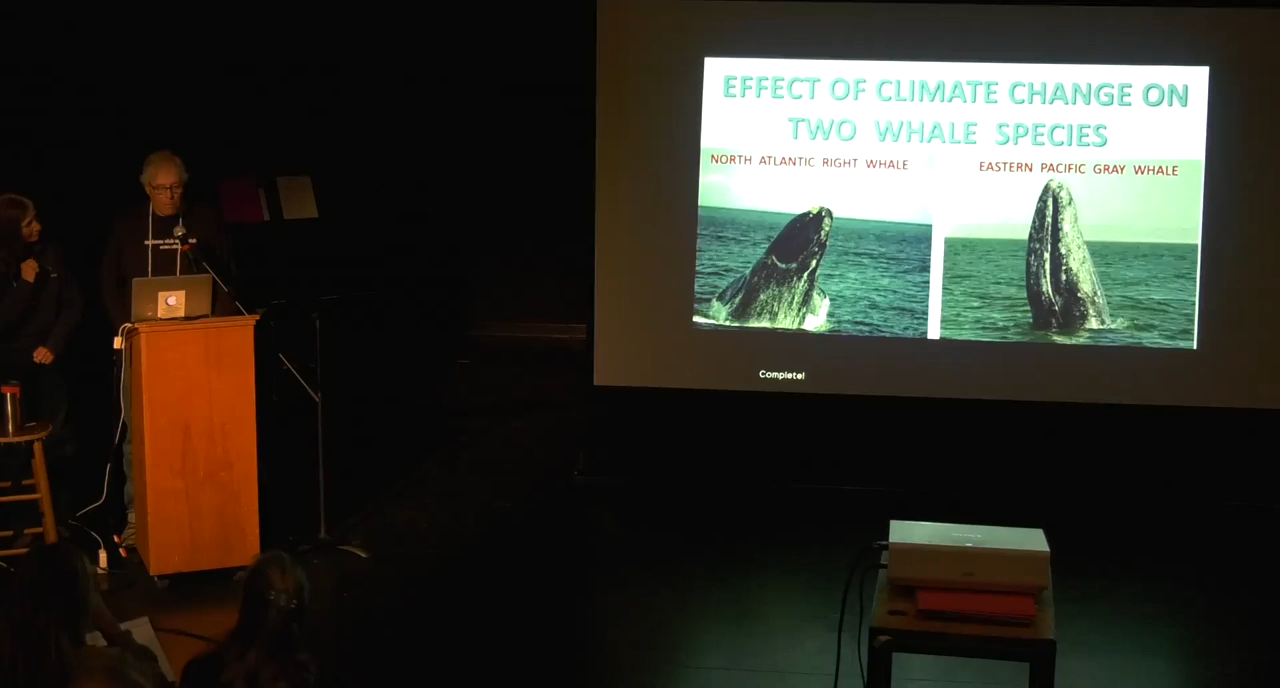 EFFECT OF CLIMATE CHANGE ON
TWO WHALE SPECIES
NORTH ATLANTIC RIGHT WHALE
EASTERN PACIFIC GRAY WHALE
Complete!